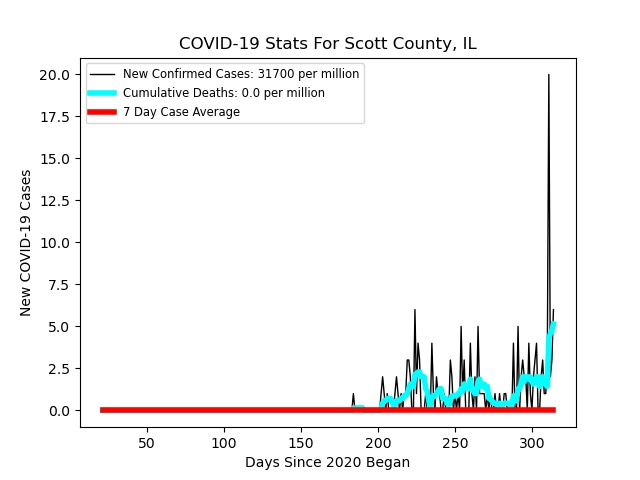 COVID-19 Stats For Scott County, IL
New Confirmed Cases: 31700 per million
Cumulative Deaths: 0.0 per million
7 Day Case Average
20.0
17.5
15.0
12.5
10.0
7.5
5.0
2.5
0.0
New COVID-19 Cases
50 100 150 200 250 300
Days Since 2020 Began